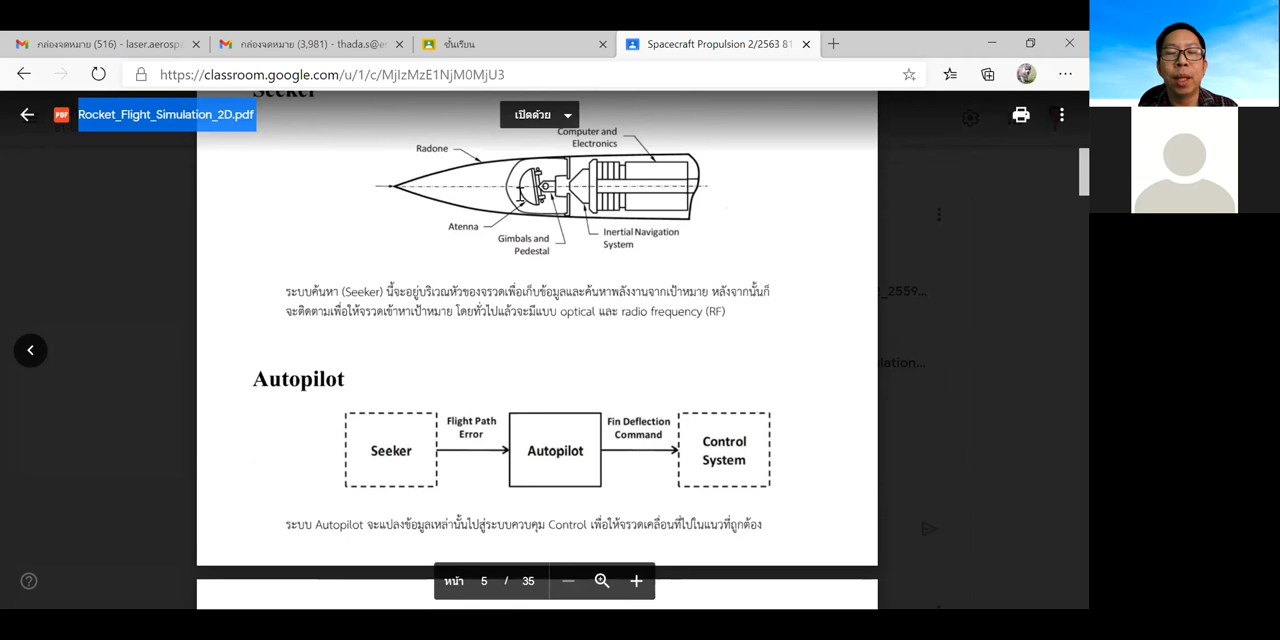 กล่องจดหมาย (516) - laser.aerospa
กล่องจดหมาย (3,981) - thada.s@e
ชั้นเรียน
Spacecraft Propulsion 2/2563 81
https://classroom.google.com/u/1/c/MjIzMzE1NjM0MjU3
PDF
Rocket_Flight_Simulation_2D.pdf
เปิดด้วย
Seeker
Computer and
Electronics
Radone
Atenna
Gimbals and
Pedestal
Inertial Navigation
System
ระบบค้นหา (Seeker) นี้จะอยู่บริเวณหัวของจรวดเพื่อเก็บข้อมูลและค้นหาพลังงานจากเป้าหมาย หลังจากนั้นก็
จะติดตามเพื่อให้จรวดเข้าหาเป้าหมาย โดยทั่วไปแล้วจะมีแบบ optical และ radio frequency (RF)
_2559...
lation...
Autopilot
Flight Path
Error
Fin Deflection
Command
Seeker
Autopilot
Control
System
ระบบ Autopilot จะแปลงข้อมูลเหล่านั้นไปสู่ระบบควบคุม Control เพื่อให้จรวดเคลื่อนที่ไปในแนวที่ถูกต้อง
หน้า 5 / 35